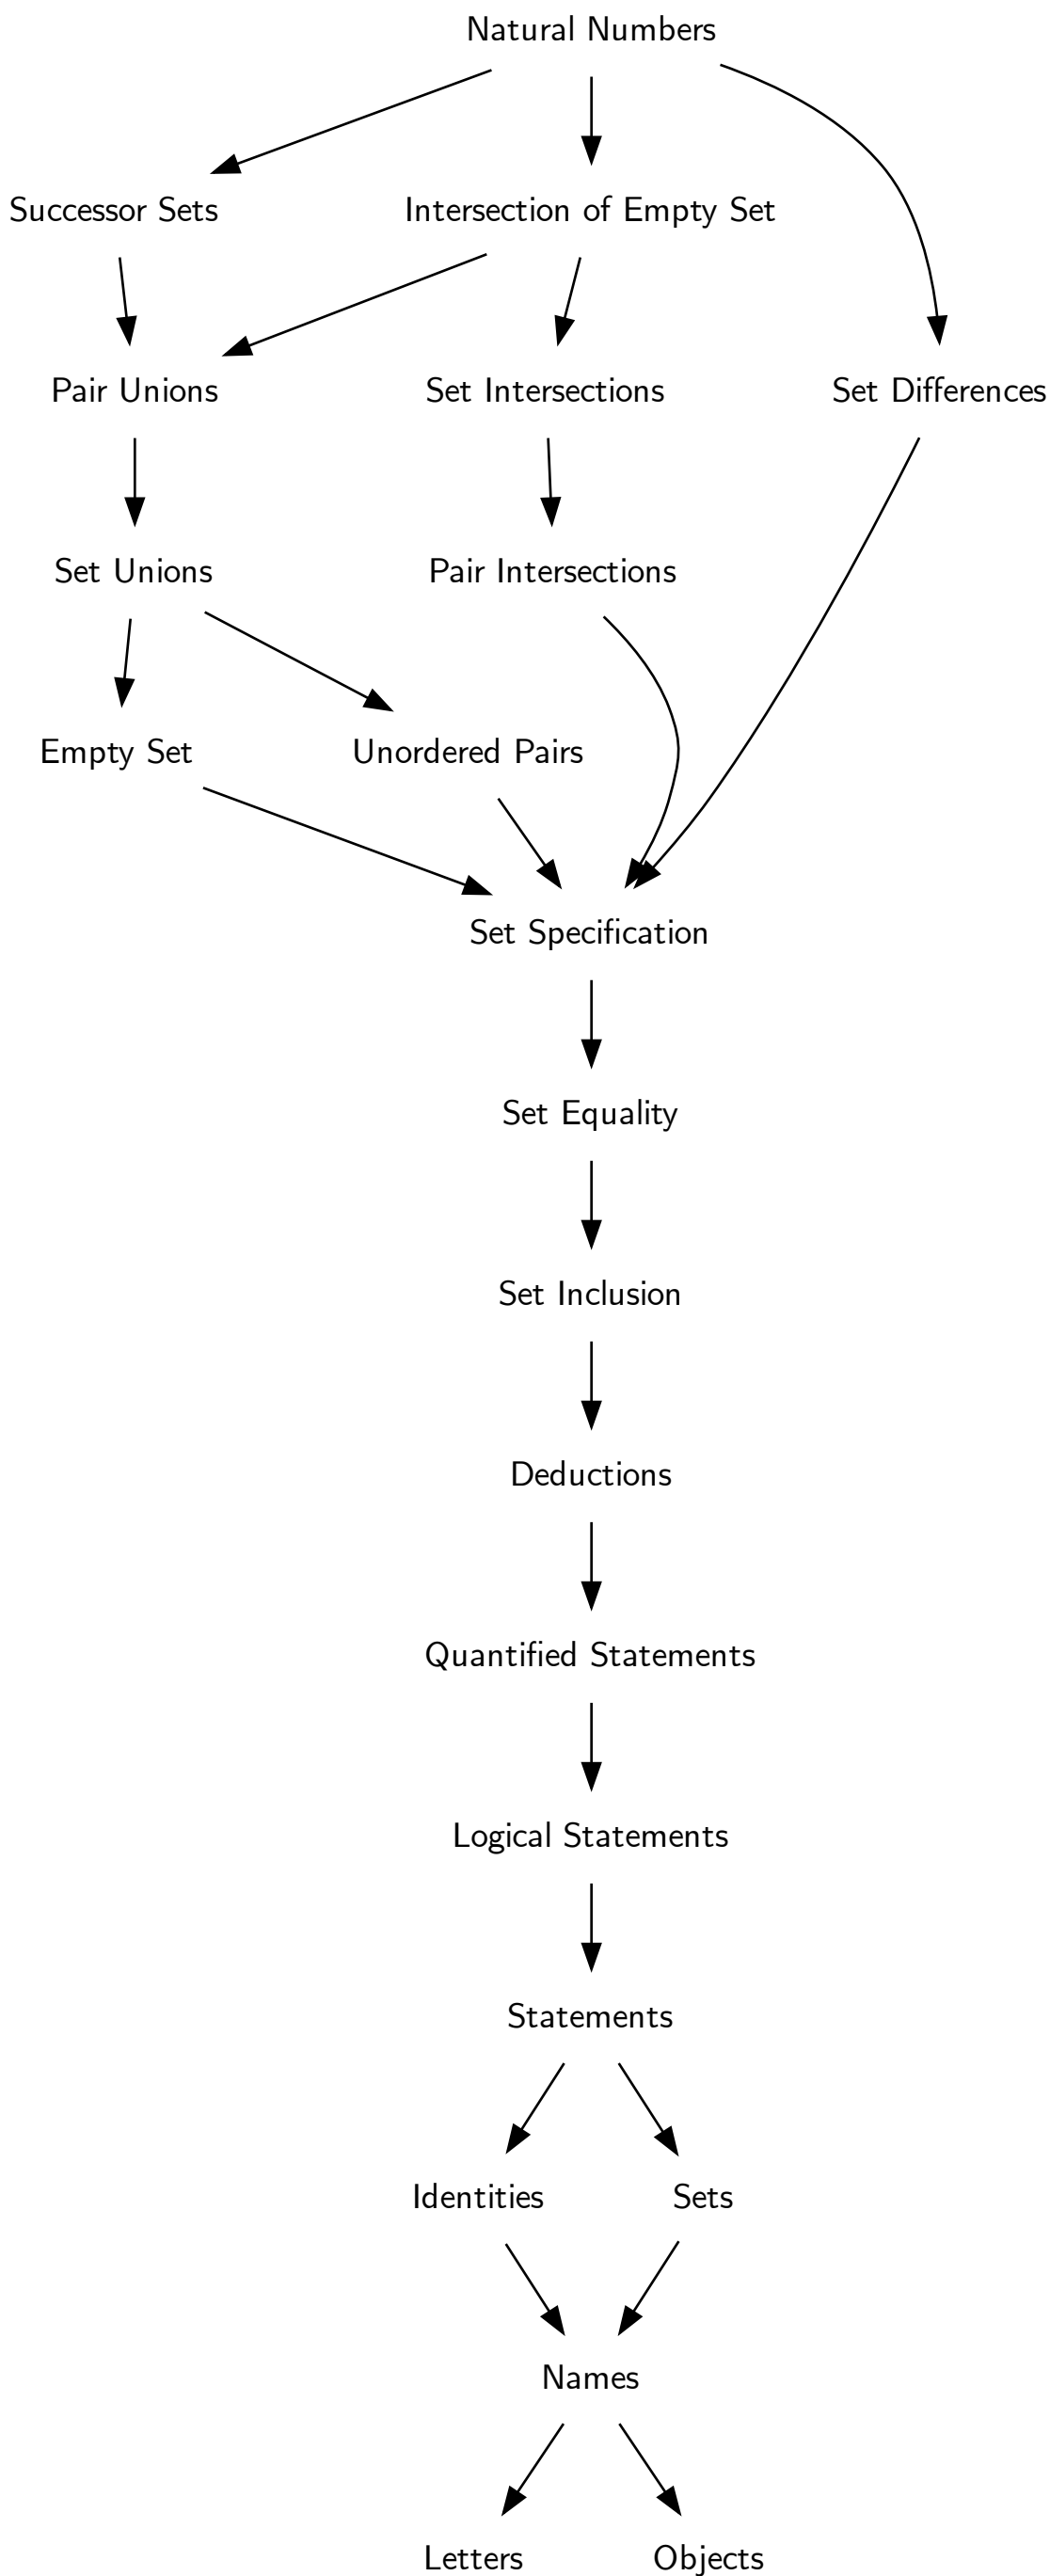 Natural Numbers
Successor Sets
Intersection of Empty Set
Pair Unions
Set Intersections
Set Differences
Set Unions
Pair Intersections
Empty Set
Unordered Pairs
Set Specification
Set Equality
Set Inclusion
Deductions
Quantified Statements
Logical Statements
Statements
Identities
Sets
Names
Letters
Objects